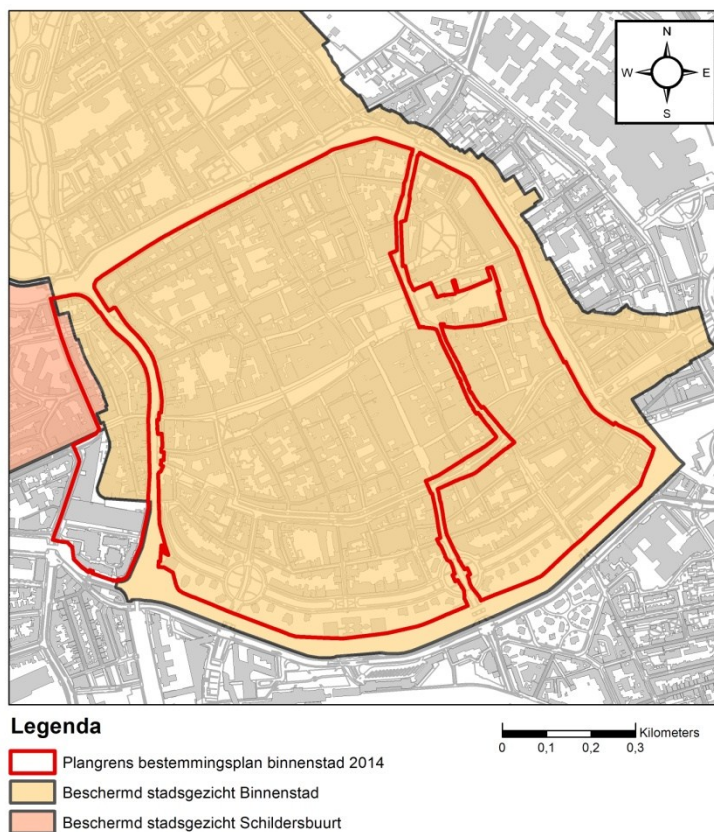 N
W E
S
Legenda
Plangrens bestemmingsplan binnenstad 2014
Beschermd stadsgezicht Binnenstad
Beschermd stadsgezicht Schildersbuurt
Kilometers
0 0,1 0,2 0,3